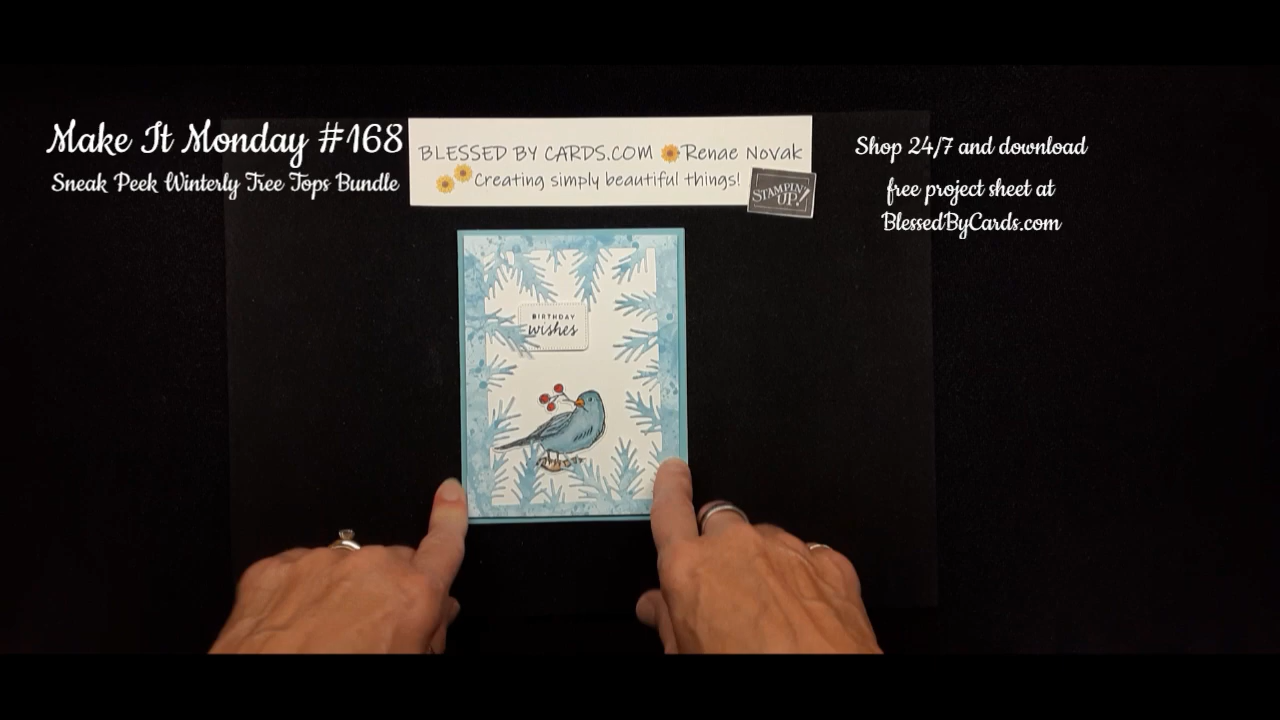 Make It Monday #168
Sneak Peek Winterly Tree Tops Bundle
BLESSED BY CARDS.COM Renae Novak
Creating simply beautiful things!
STAMPIN' UP!
Shop 24/7 and download
free project sheet at
BlessedByCards.com
BIRTHDAY
wishes